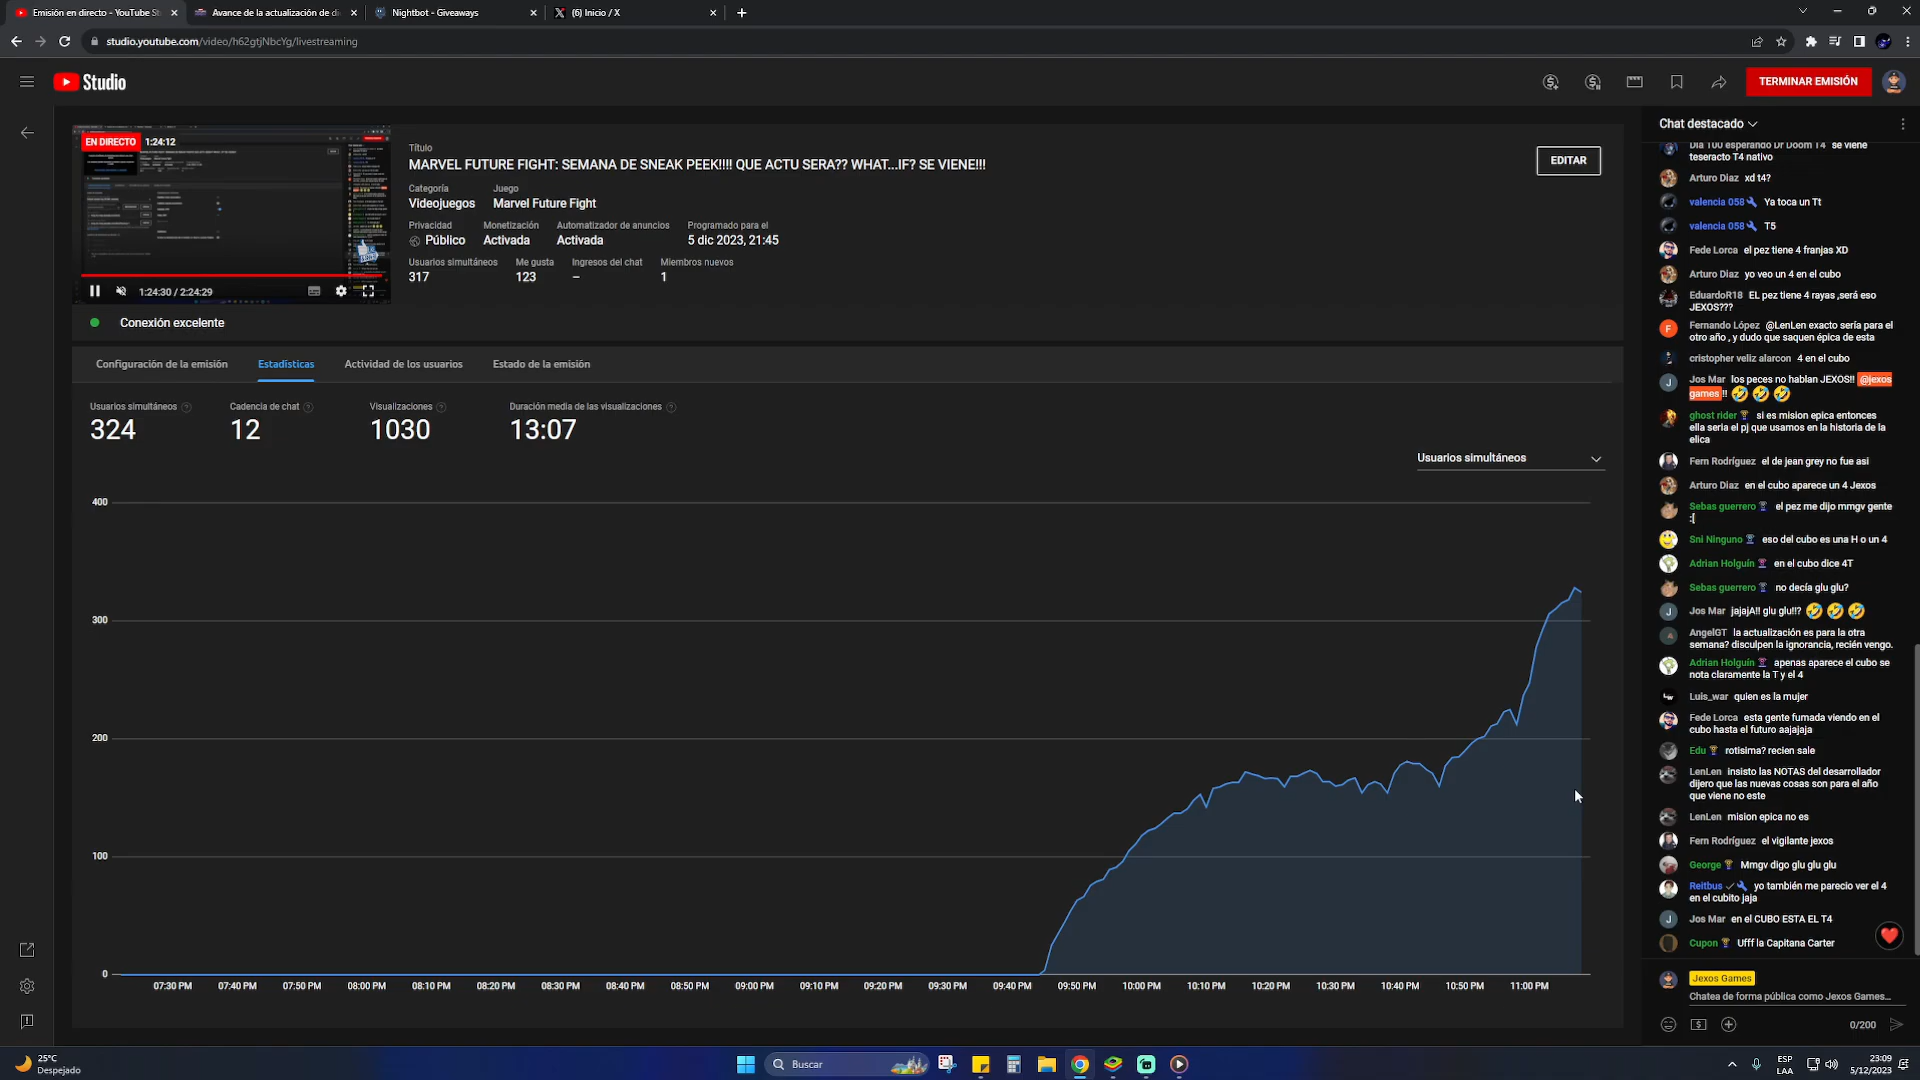 Emisión en directo - YouTube St
Avance de la actualización de di
Nightbot - Giveaways
(6) Inicio / X
studio.youtube.com/video/h62gtjNbcYg/livestreaming
Studio
TERMINAR EMISIÓN
EN DIRECTO
1:24:12
1:24:30 / 2:24:29
Título
MARVEL FUTURE FIGHT: SEMANA DE SNEAK PEEK!!!! QUE ACTU SERA?? WHAT...IF? SE VIENE!!!
EDITAR
Categoría
Juego
Videojuegos
Marvel Future Fight
Privacidad
Monetización
Automatizador de anuncios
Programado para el
Público
Activada
Activada
5 dic 2023, 21:45
Usuarios simultáneos
Me gusta
Ingresos del chat
Miembros nuevos
317
123
–
1
Conexión excelente
Configuración de la emisión
Estadísticas
Actividad de los usuarios
Estado de la emisión
Usuarios simultáneos
Cadencia de chat
Visualizaciones
Duración media de las visualizaciones
324
12
1030
13:07
Usuarios simultáneos
400
300
200
100
0
07:30 PM
07:40 PM
07:50 PM
08:00 PM
08:10 PM
08:20 PM
08:30 PM
08:40 PM
08:50 PM
09:00 PM
09:10 PM
09:20 PM
09:30 PM
09:40 PM
09:50 PM
10:00 PM
10:10 PM
10:20 PM
10:30 PM
10:40 PM
10:50 PM
11:00 PM
Chat destacado
Día 100 esperando Dr Doom T4 se viene
teseracto T4 nativo
Arturo Diaz xd t4?
valencia 058 Ya toca un Tt
valencia 058 T5
Fede Lorca el pez tiene 4 franjas XD
Arturo Diaz yo veo un 4 en el cubo
EduardoR18 EL pez tiene 4 rayas ,será eso
JEXOS???
Fernando López @LenLen exacto sería para el
otro año , y dudo que saquen épica de esta
cristopher veliz alarcon 4 en el cubo
Jos Mar los peces no hablan JEXOS!! @jexos
games !! 🤣 🤣 🤣
ghost rider si es mision epica entonces
ella seria el pj que usamos en la historia de la
elica
Fern Rodríguez el de jean grey no fue asi
Arturo Diaz en el cubo aparece un 4 Jexos
Sebas guerrero el pez me dijo mmgv gente
:[
Sni Ninguno eso del cubo es una H o un 4
Adrian Holguín en el cubo dice 4T
Sebas guerrero no decía glu glu?
Jos Mar jajajA!! glu glu!!? 🤣 🤣 🤣
AngelGT la actualización es para la otra
semana? disculpen la ignorancia, recién vengo.
Adrian Holguín apenas aparece el cubo se
nota claramente la T y el 4
Luis_war quien es la mujer
Fede Lorca esta gente fumada viendo en el
cubo hasta el futuro aajajaja
Edu rotisima? recien sale
LenLen insisto las NOTAS del desarrollador
dijero que las nuevas cosas son para el año
que viene no este
LenLen mision epica no es
Fern Rodríguez el vigilante jexos
George Mmgv digo glu glu glu
Reitbus yo también me parecio ver el 4
en el cubito jaja
Jos Mar en el CUBO ESTA EL T4
Cupon Ufff la Capitana Carter
Jexos Games
Chatea de forma pública como Jexos Games...
0/200
25°C
Despejado
Buscar
ESP
LAA
23:09
5/12/2023